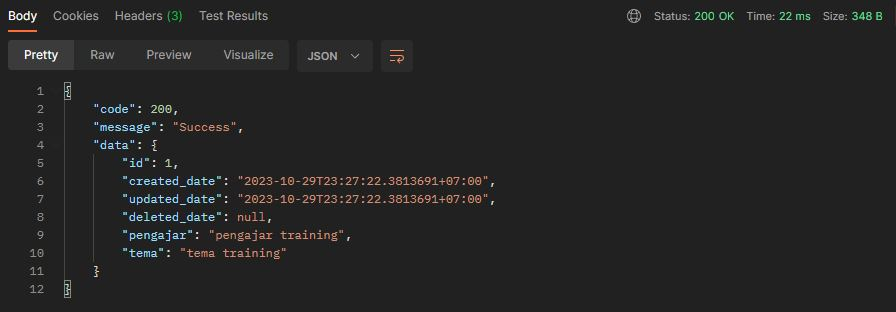 Body Cookies Headers (3) Test Results Status: 200 OK Time: 22 ms Size: 348 B
Pretty Raw Preview Visualize JSON
1 {
2 "code": 200,
3 "message": "Success",
4 "data": {
5 "id": 1,
6 "created_date": "2023-10-29T23:27:22.3813691+07:00",
7 "updated_date": "2023-10-29T23:27:22.3813691+07:00",
8 "deleted_date": null,
9 "pengajar": "pengajar training",
10 "tema": "tema training"
11 }
12 }